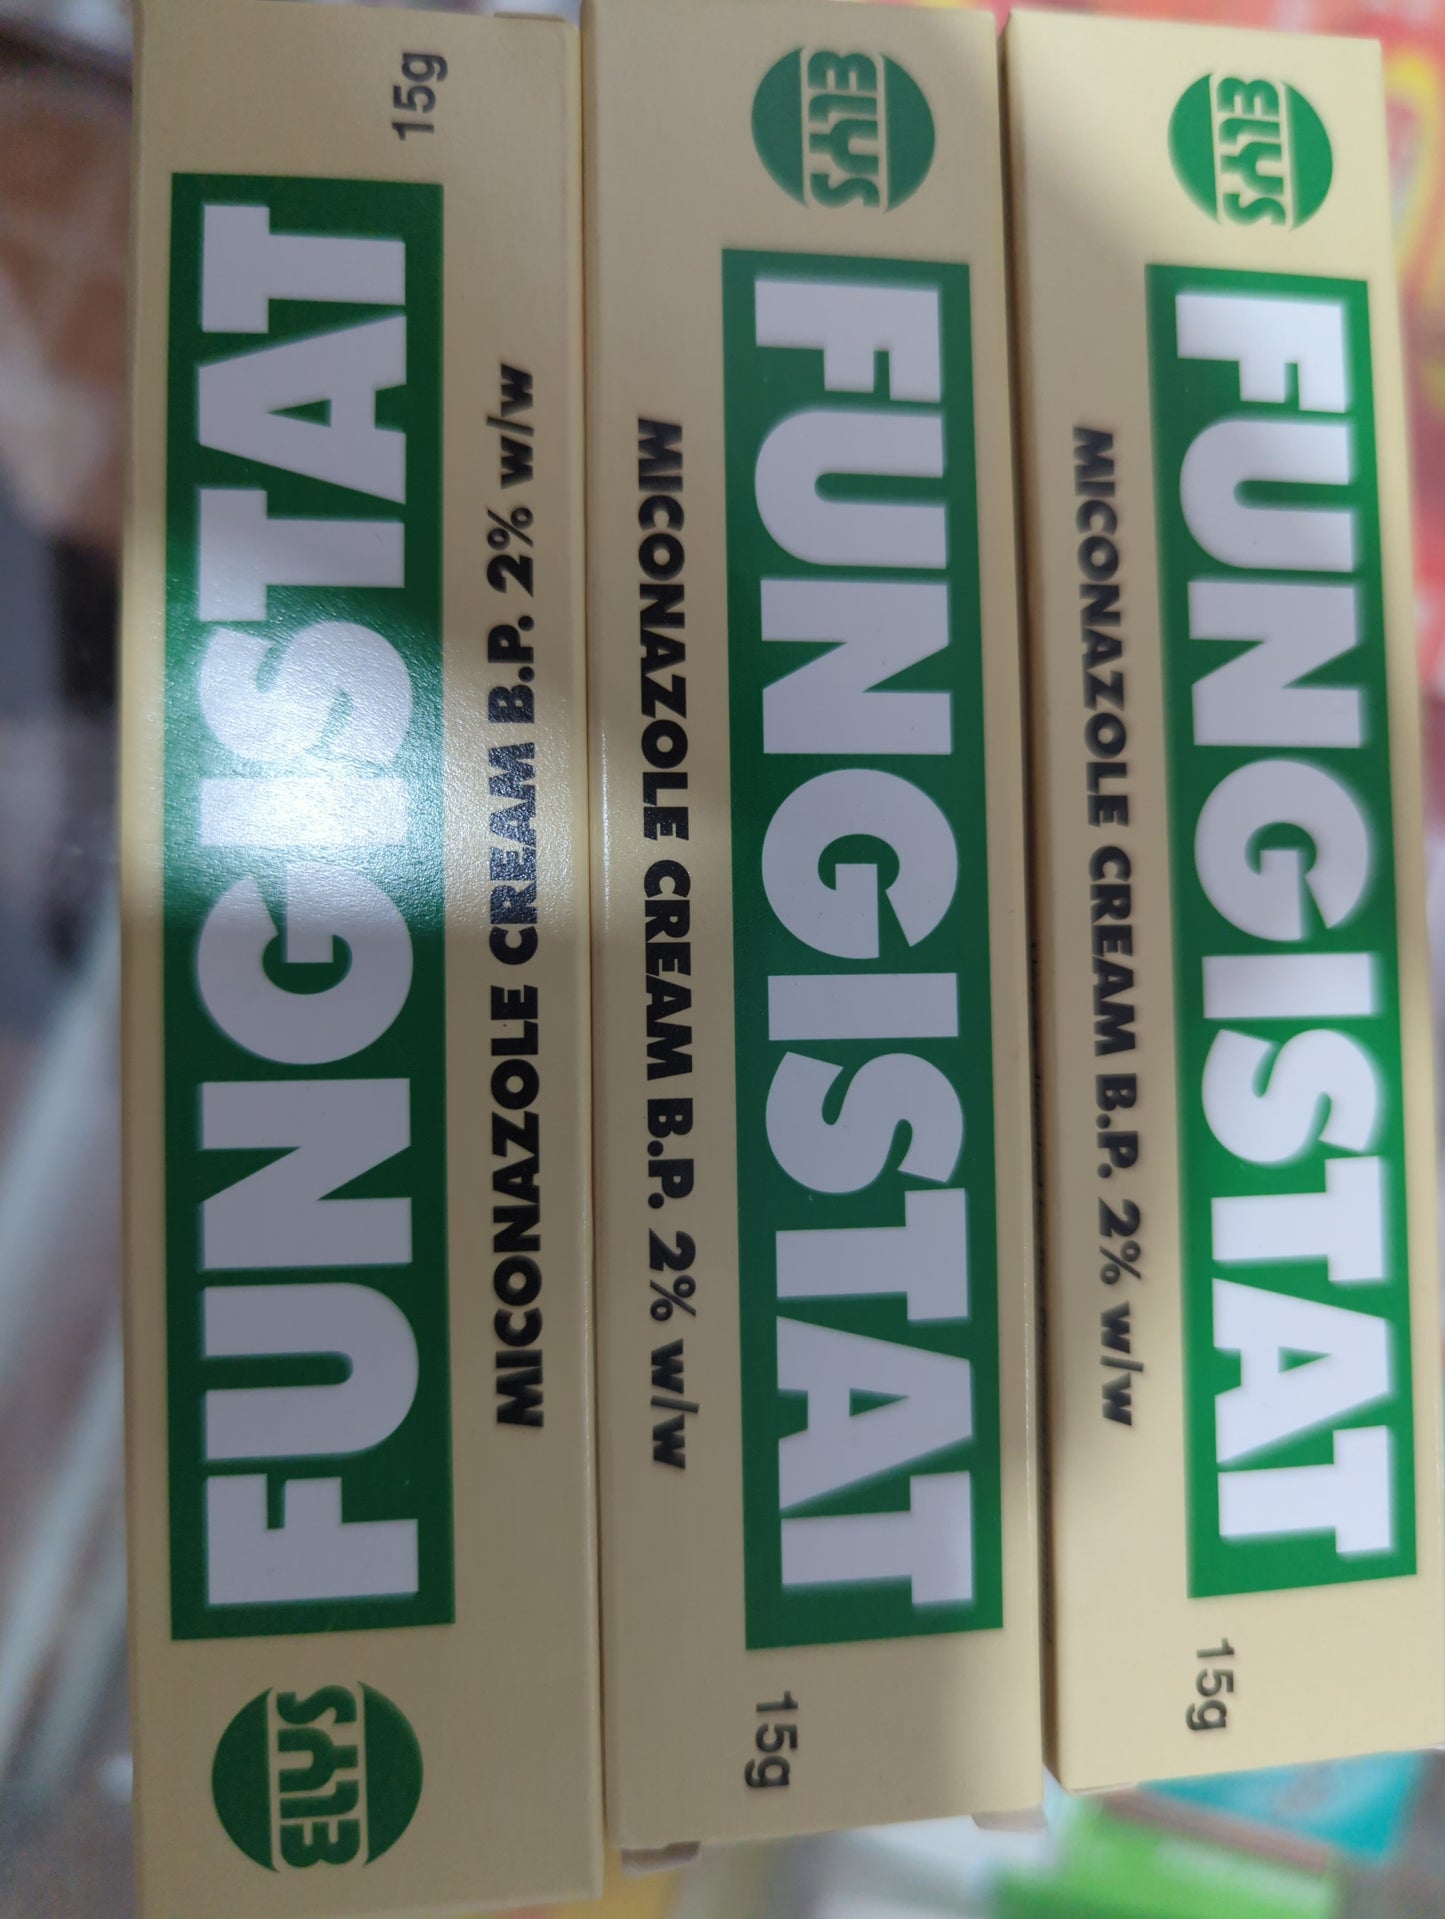 ELYS
FUNGISTAT
MICONAZOLE CREAM B.P. 2% w/w
15g
ELYS
FUNGISTAT
MICONAZOLE CREAM B.P. 2% w/w
15g
ELYS
FUNGISTAT
MICONAZOLE CREAM B.P. 2% w/w
15g